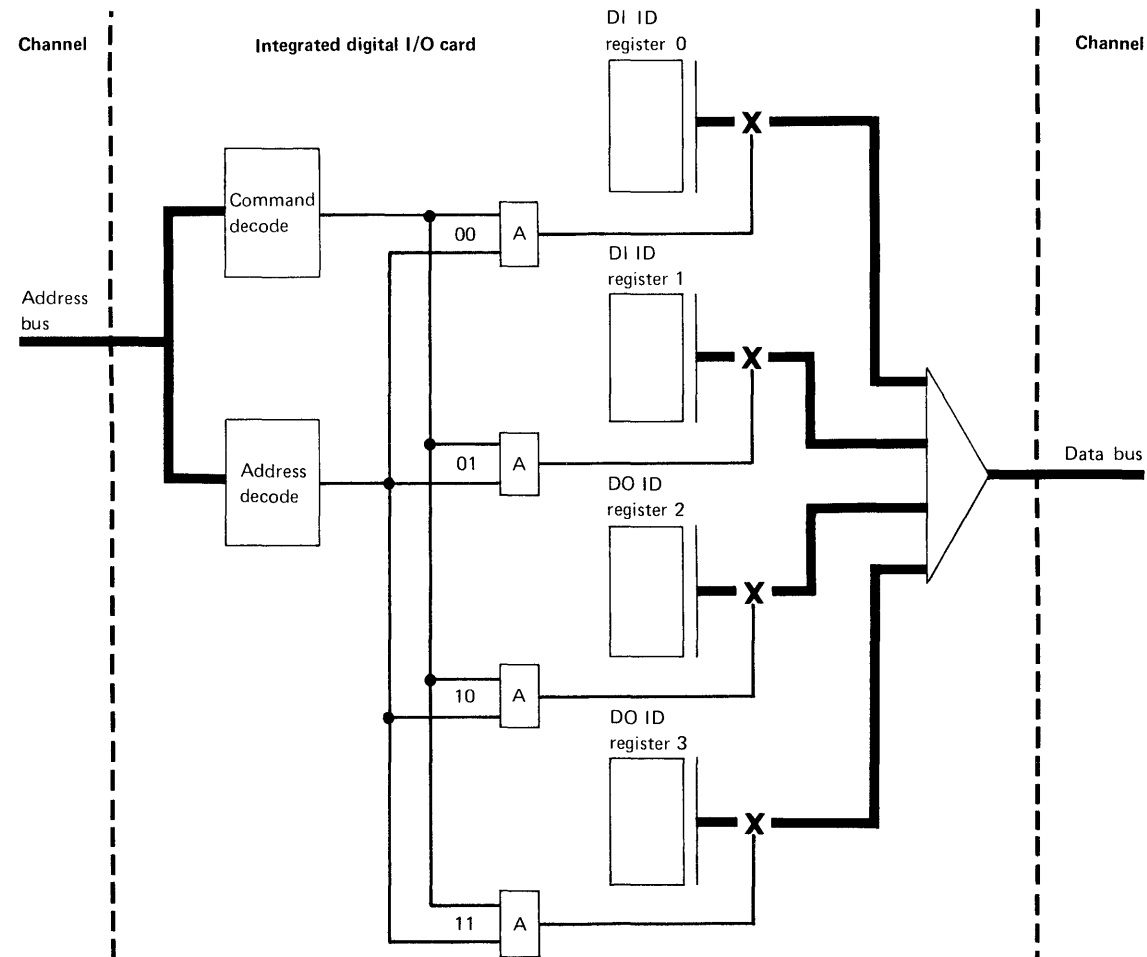 Channel
Integrated digital I/O card
DI ID
register 0
Channel
Command
decode
00
A
X
DI ID
register 1
Address
bus
X
Address
decode
01
A
Data bus
DO ID
register 2
X
10
A
DO ID
register 3
X
11
A